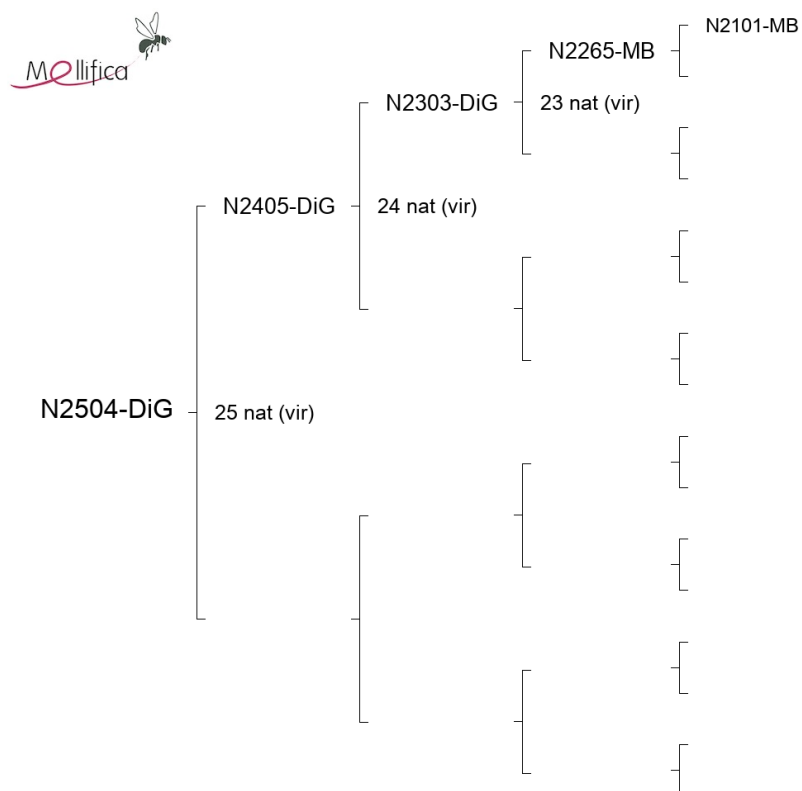 Mellifica
N2101-MB
N2265-MB
N2303-DiG
23 nat (vir)
N2405-DiG
24 nat (vir)
N2504-DiG
25 nat (vir)